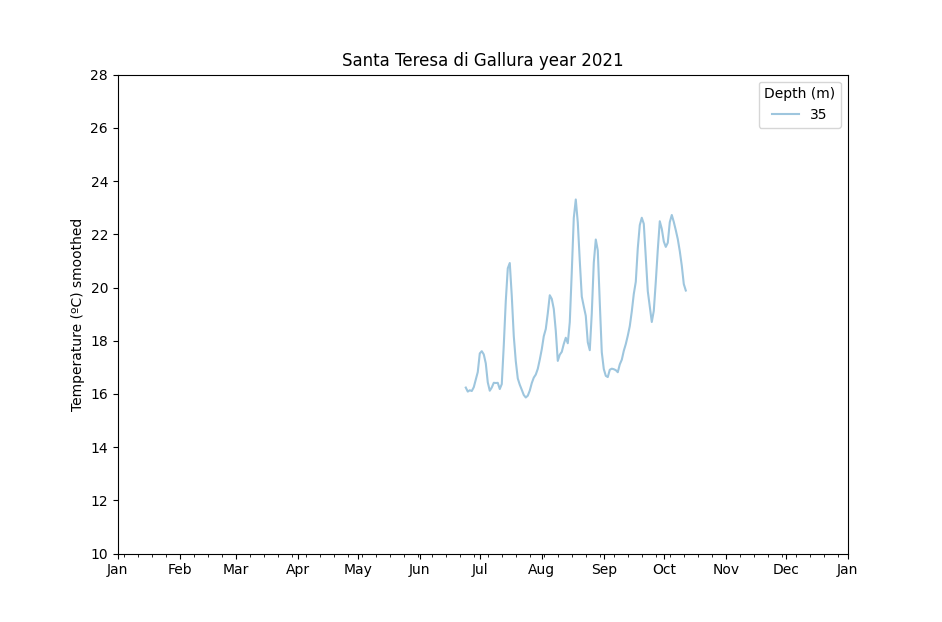 Santa Teresa di Gallura year 2021
Depth (m)
35
28
26
24
22
20
18
16
14
12
10
Temperature (ºC) smoothed
Jan Feb Mar Apr May Jun Jul Aug Sep Oct Nov Dec Jan